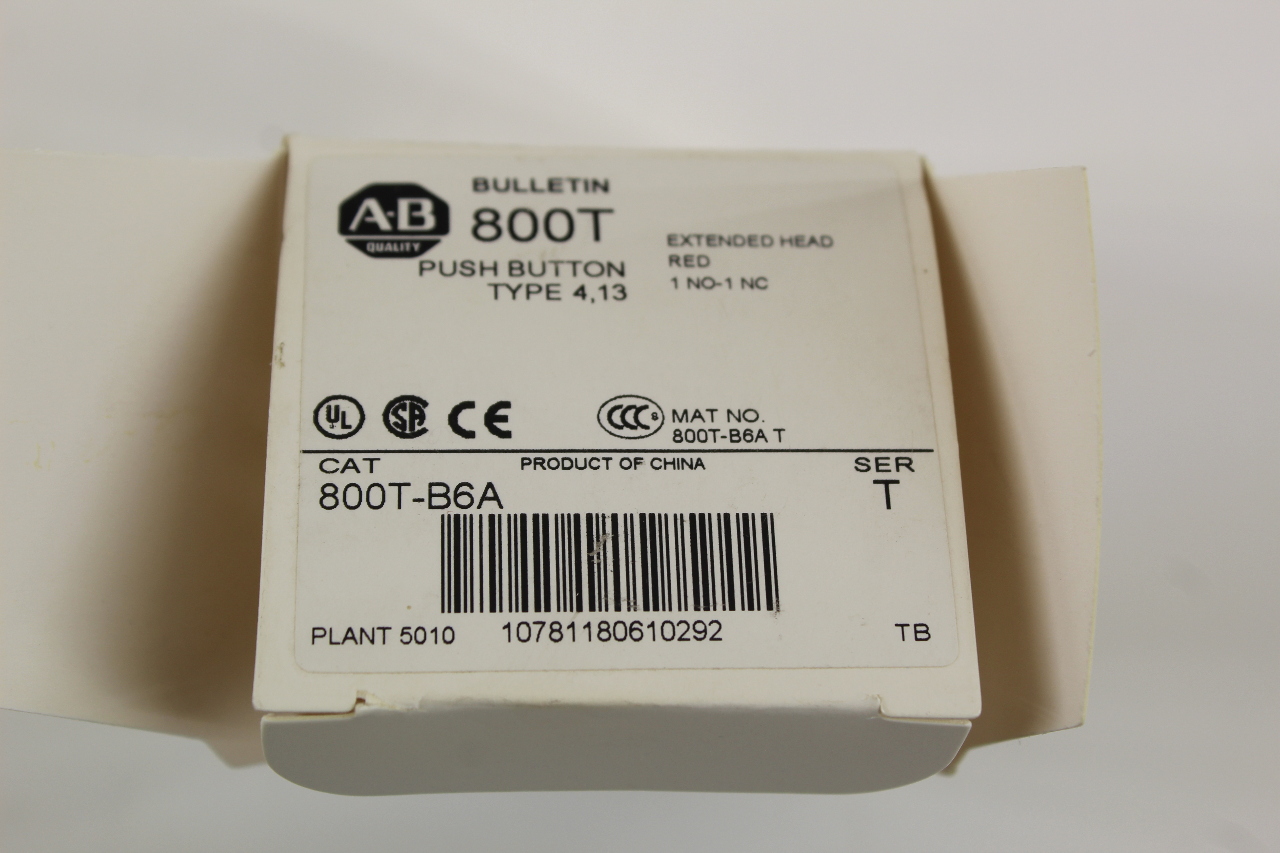 A-B
QUALITY
BULLETIN
800T
PUSH BUTTON
TYPE 4,13
EXTENDED HEAD
RED
1 NO-1 NC
UL
SA
CE
CCC S
MAT NO.
800T-B6A T
CAT
PRODUCT OF CHINA
SER
800T-B6A
T
PLANT 5010
10781180610292
TB